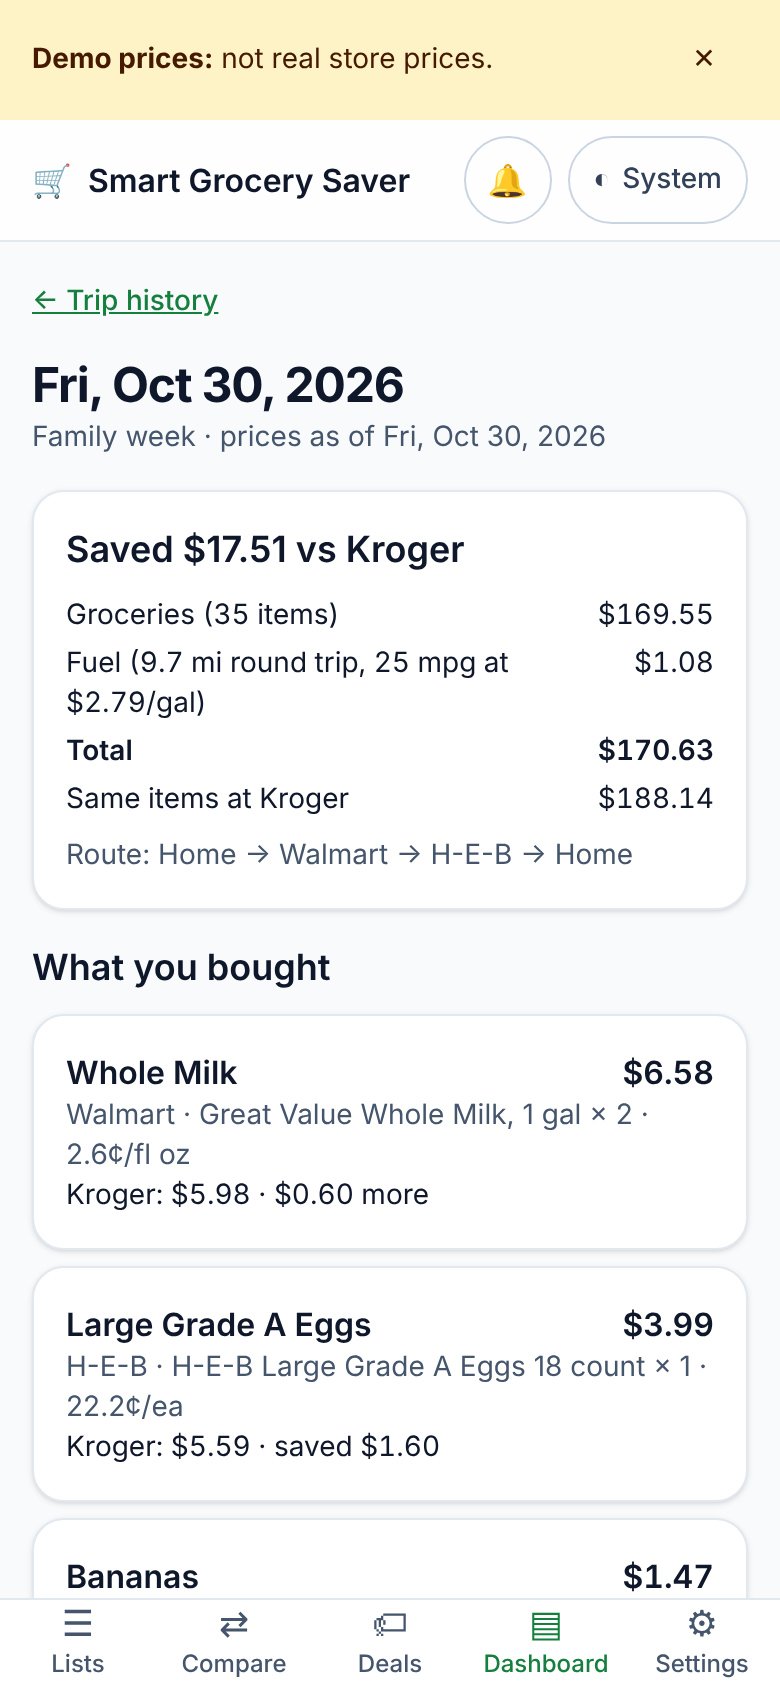 Demo prices: not real store prices. ✕
🛒 Smart Grocery Saver 🔔 ◐ System
← Trip history
Fri, Oct 30, 2026
Family week · prices as of Fri, Oct 30, 2026
Saved $17.51 vs Kroger
Groceries (35 items) $169.55
Fuel (9.7 mi round trip, 25 mpg at $1.08
$2.79/gal)
Total $170.63
Same items at Kroger $188.14
Route: Home → Walmart → H-E-B → Home
What you bought
Whole Milk $6.58
Walmart · Great Value Whole Milk, 1 gal × 2 ·
2.6¢/fl oz
Kroger: $5.98 · $0.60 more
Large Grade A Eggs $3.99
H-E-B · H-E-B Large Grade A Eggs 18 count × 1 ·
22.2¢/ea
Kroger: $5.59 · saved $1.60
Bananas $1.47
Lists Compare Deals Dashboard Settings